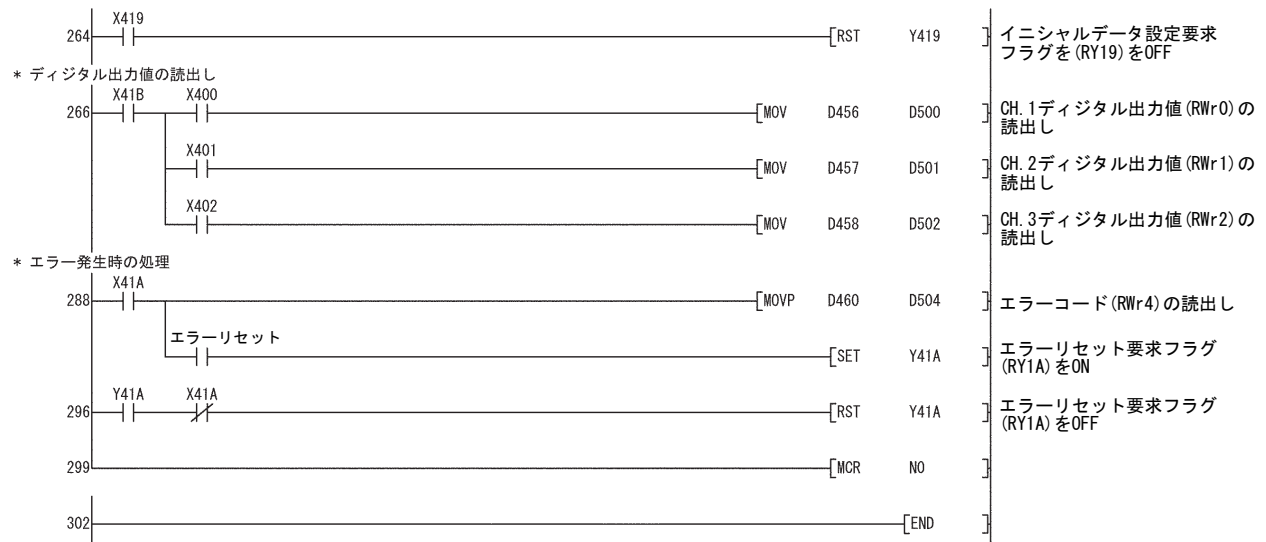 X419
264 RST Y419 イニシャルデータ設定要求
フラグを(RY19)をOFF
* ディジタル出力値の読出し
X41B X400
266 MOV D456 D500 CH.1ディジタル出力値(RWr0)の
読出し
X401
MOV D457 D501 CH.2ディジタル出力値(RWr1)の
読出し
X402
MOV D458 D502 CH.3ディジタル出力値(RWr2)の
読出し
* エラー発生時の処理
X41A
288 MOVP D460 D504 エラーコード(RWr4)の読出し
エラーリセット
SET Y41A エラーリセット要求フラグ
(RY1A)をON
Y41A X41A
296 RST Y41A エラーリセット要求フラグ
(RY1A)をOFF
299 MCR N0
302 END